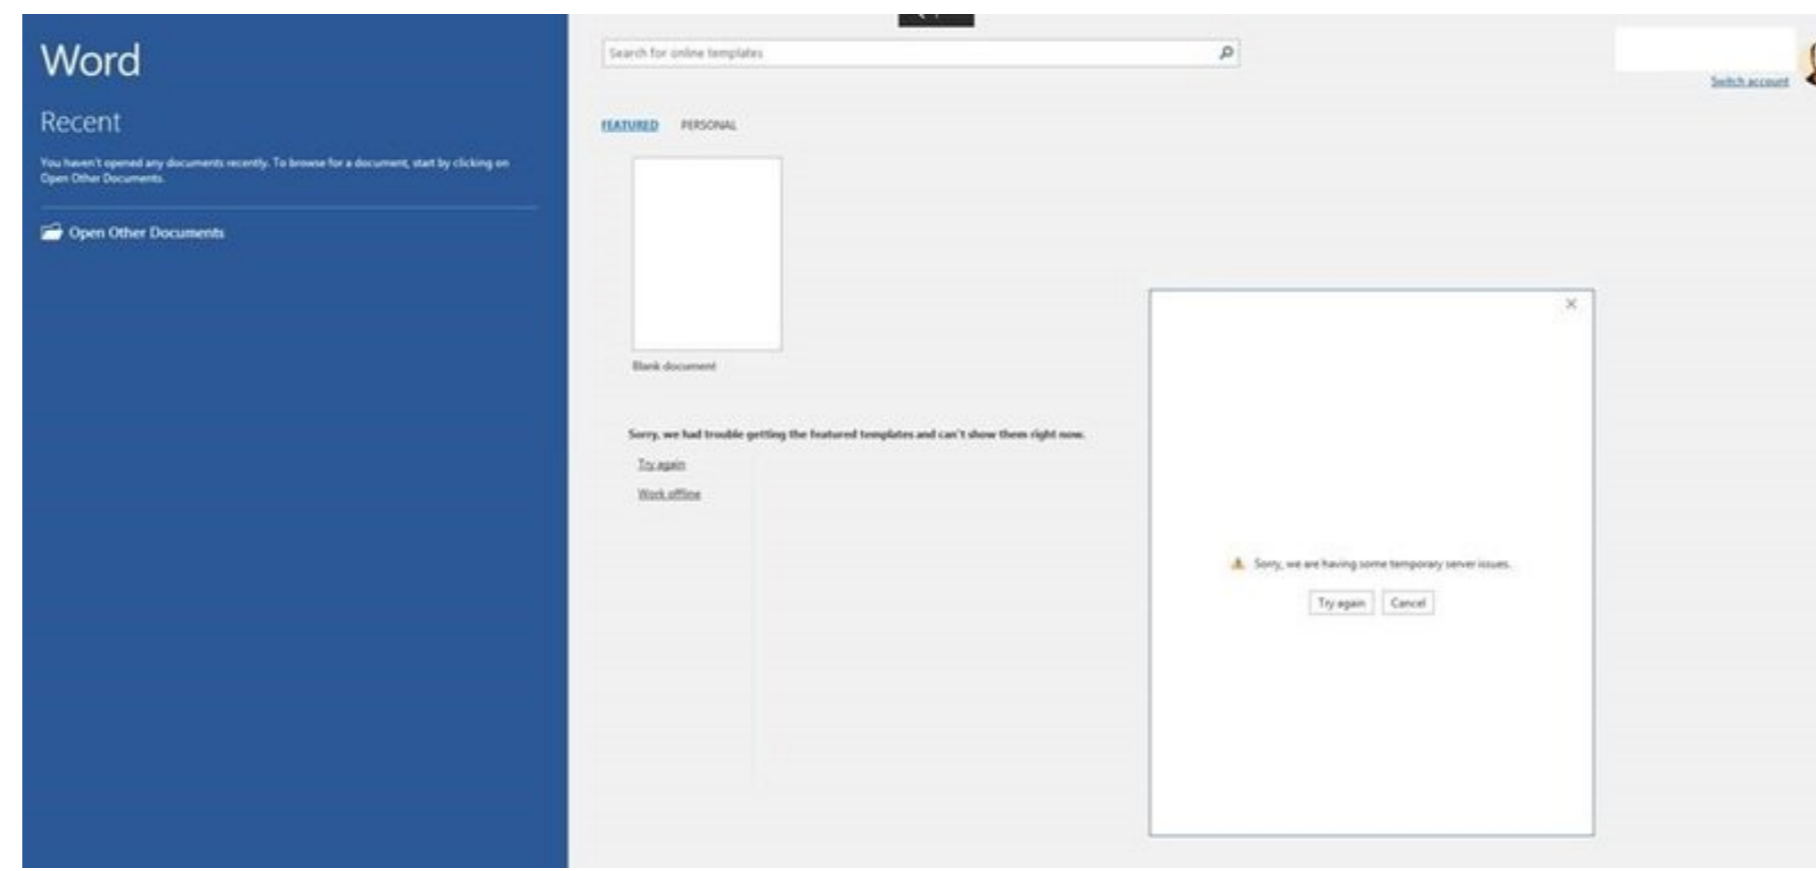 Word
Recent
You haven't opened any documents recently. To browse for a document, start by clicking on
Open Other Documents.
Open Other Documents
Search for online templates
Switch account
FEATURED PERSONAL
Blank document
Sorry, we had trouble getting the featured templates and can't show them right now.
Try again
Work offline
Sorry, we are having some temporary server issues.
Try again Cancel